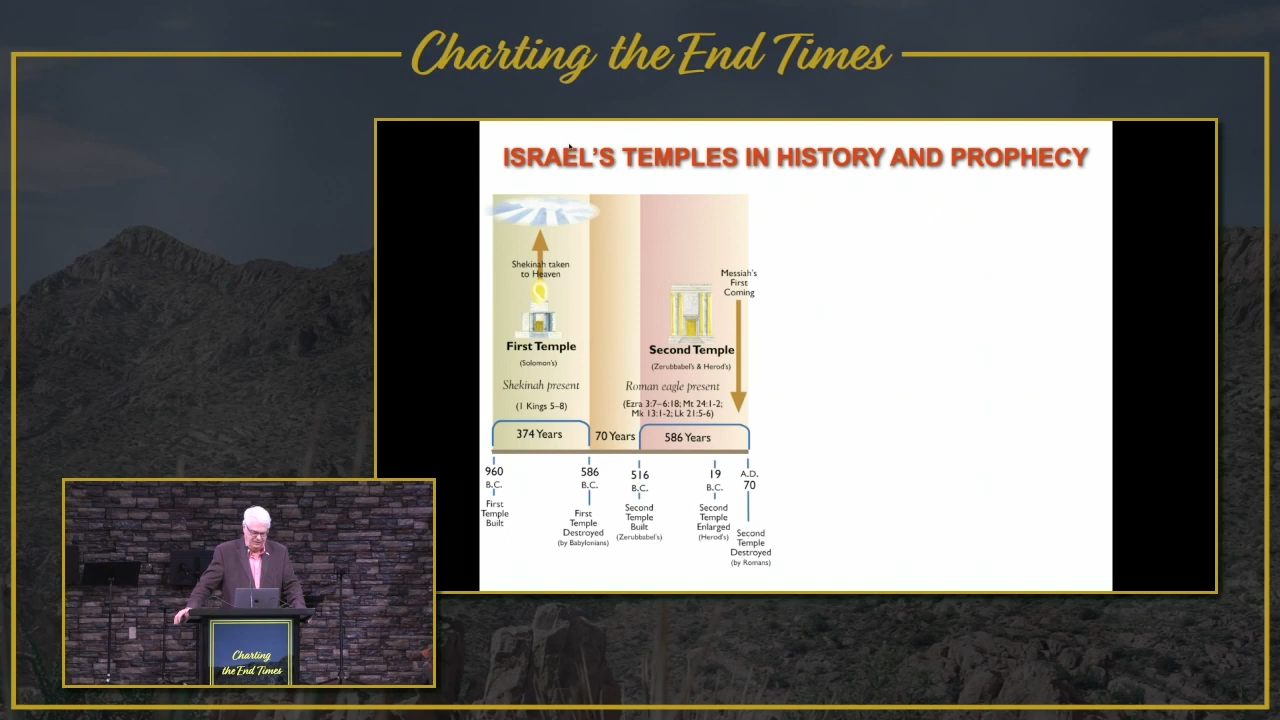 Charting the End Times
ISRAEL'S TEMPLES IN HISTORY AND PROPHECY
Shekinah taken
to Heaven
First Temple
(Solomon's)
Shekinah present
(1 Kings 5–8)
374 Years
70 Years
Messiah's
First
Coming
Second Temple
(Zerubbabel's & Herod's)
Roman eagle present
(Ezra 3:7–6:18; Mt 24:1-2;
Mk 13:1-2; Lk 21:5-6)
586 Years
960
B.C.
First
Temple
Built
586
B.C.
First
Temple
Destroyed
(by Babylonians)
516
B.C.
Second
Temple
Built
(Zerubbabel's)
19
B.C.
Second
Temple
Enlarged
(Herod's)
A.D.
70
Second
Temple
Destroyed
(by Romans)
Charting
the End Times